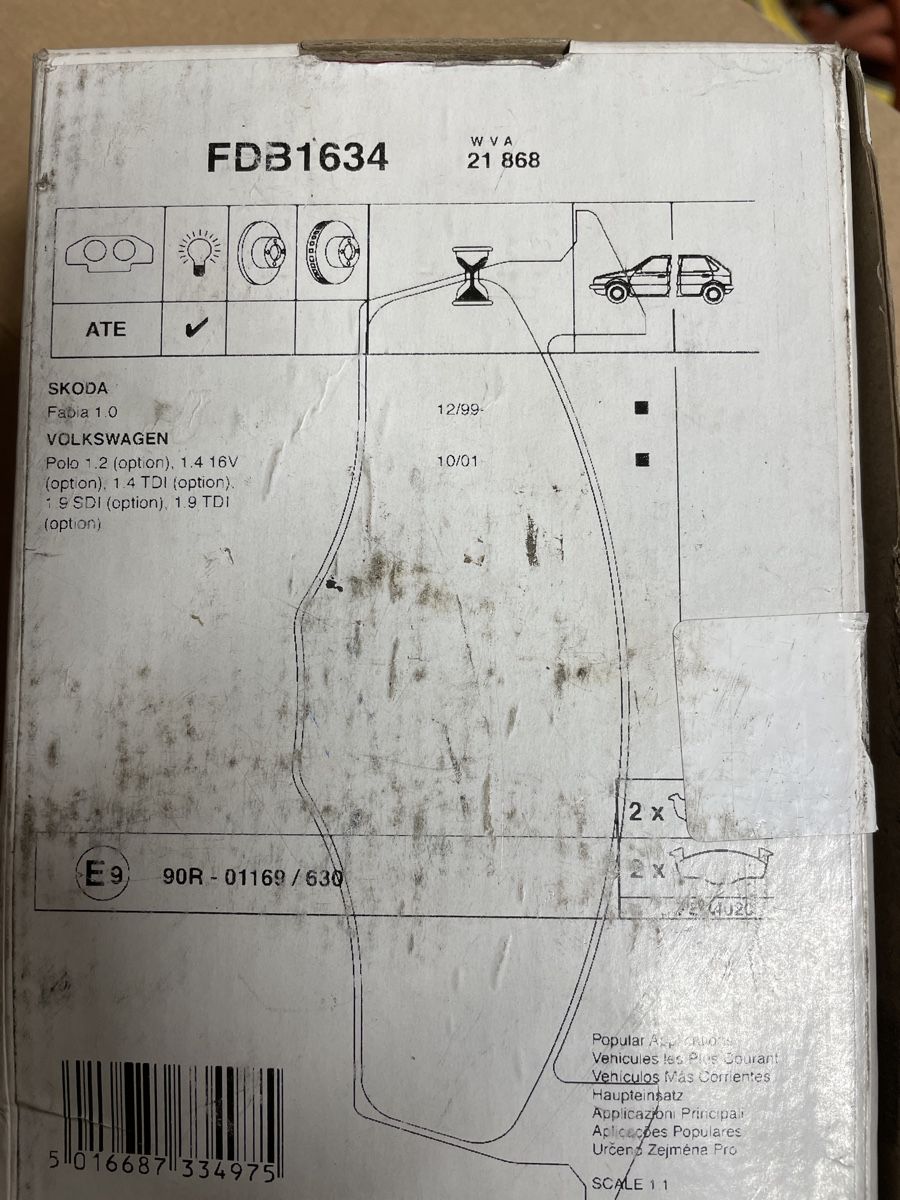 FDB1634
W V A
21 868
ATE ✔
SKODA
Fabia 1.0 12/99-
VOLKSWAGEN
Polo 1.2 (option), 1.4 16V 10/01
(option), 1.4 TDI (option),
1.9 SDI (option), 1.9 TDI
(option)
2 x
2 x
E9 90R - 01169 / 630
Popular
Vehicules les Plus Courant
Vehículos Más Corrientes
Haupteinsatz
Applicazioni Principali
Aplicações Populares
Určeno Zejména Pro
SCALE 1 1
5 016687 334975